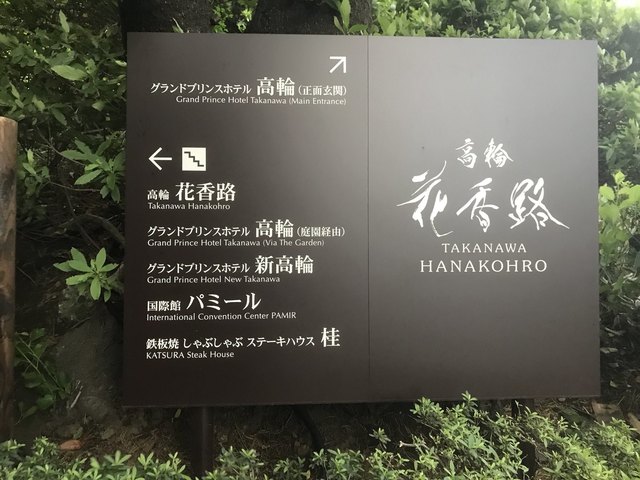 グランドプリンスホテル 高輪 (正面玄関)
Grand Prince Hotel Takanawa (Main Entrance)
高輪 花香路
Takanawa Hanakohro
グランドプリンスホテル 高輪 (庭園経由)
Grand Prince Hotel Takanawa (Via The Garden)
グランドプリンスホテル 新高輪
Grand Prince Hotel New Takanawa
国際館 パミール
International Convention Center PAMIR
鉄板焼 しゃぶしゃぶ ステーキハウス 桂
KATSURA Steak House
高輪
花香路
TAKANAWA
HANAKOHRO